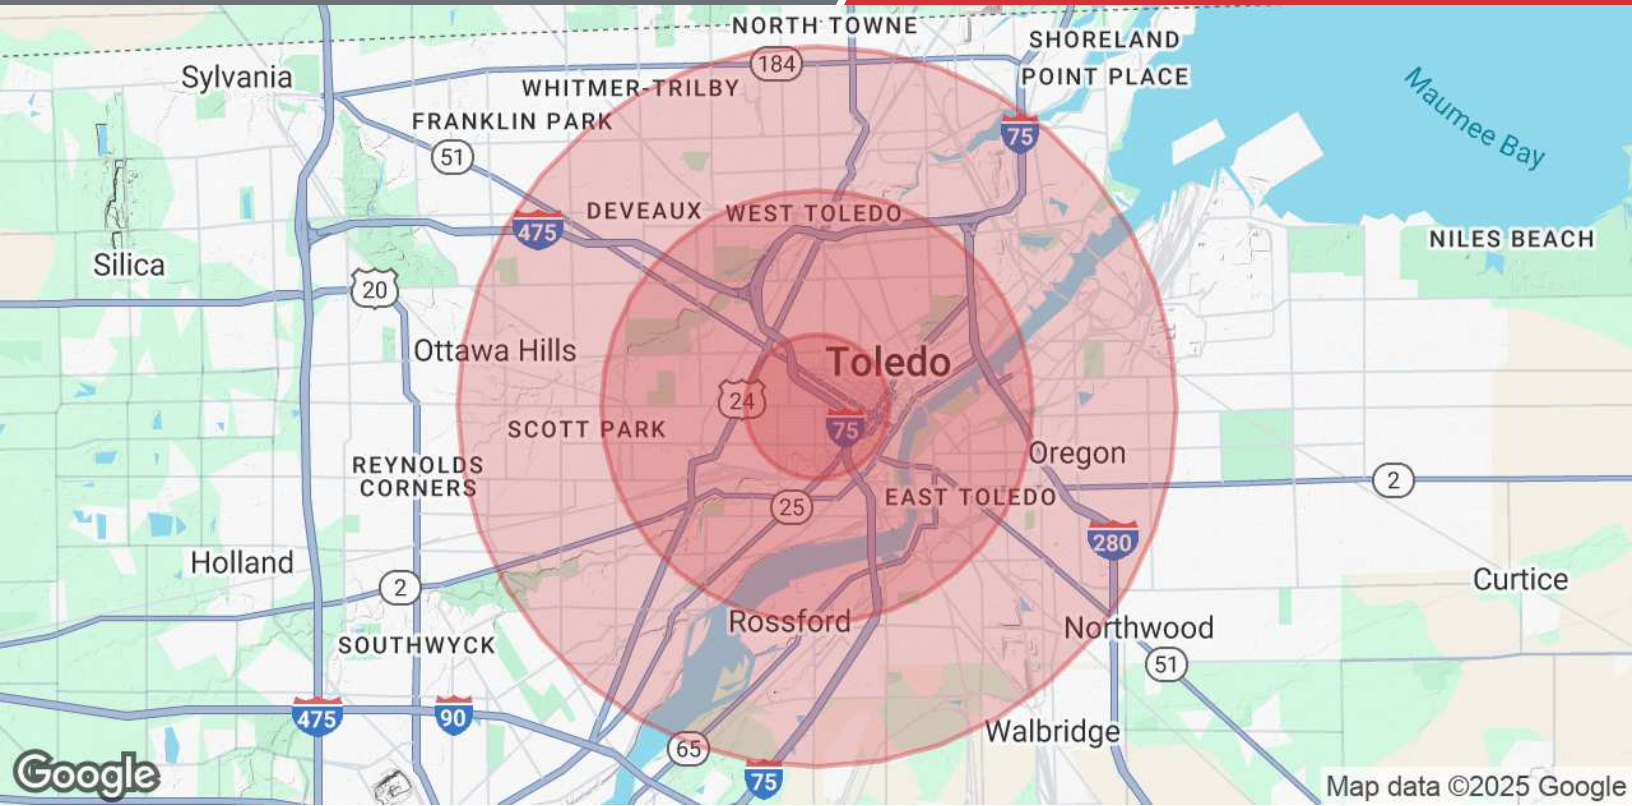 NORTH TOWNE
SHORELAND
184
Sylvania
POINT PLACE
WHITMER-TRILBY
Maumee Bay
FRANKLIN PARK
75
51
DEVEAUX
WEST TOLEDO
475
NILES BEACH
Silica
20
Ottawa Hills
Toledo
24
SCOTT PARK
75
Oregon
REYNOLDS
CORNERS
2
EAST TOLEDO
25
280
Holland
2
Curtice
Rossford
Northwood
SOUTHWYCK
51
475
90
Walbridge
65
75
Google
Map data ©2025 Google